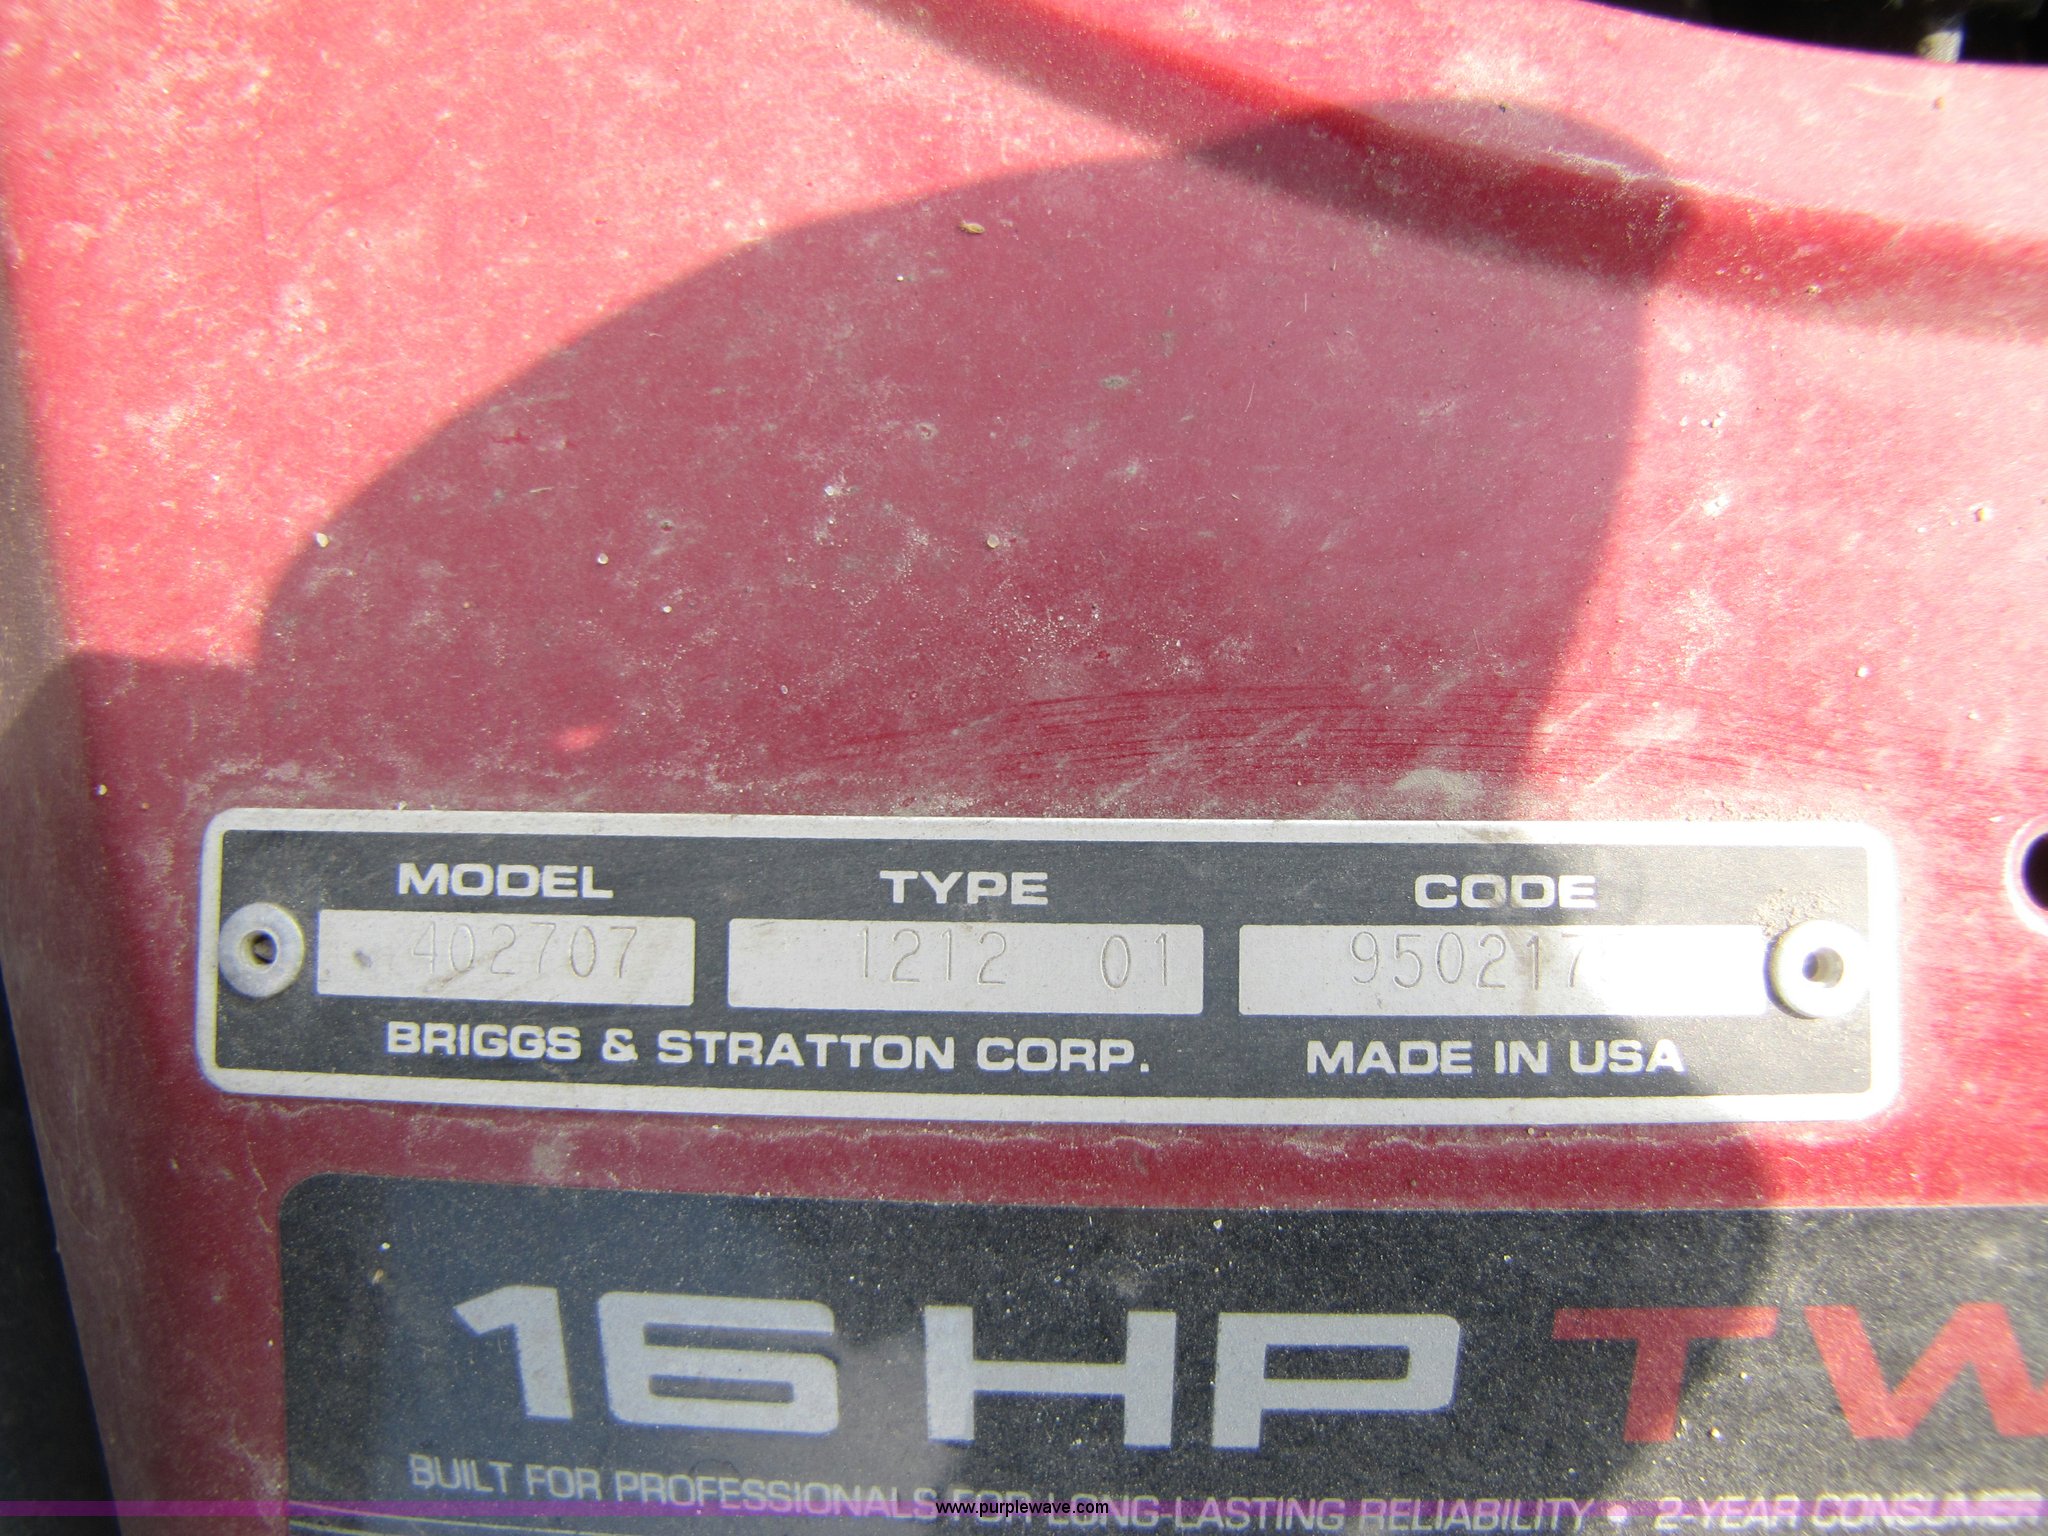 MODEL TYPE CODE
402707 1212 01 950217
BRIGGS & STRATTON CORP. MADE IN USA
16 HP TW
BUILT FOR PROFESSIONALS FOR LONG-LASTING RELIABILITY • 2-YEAR CONSUMER
www.purplewave.com